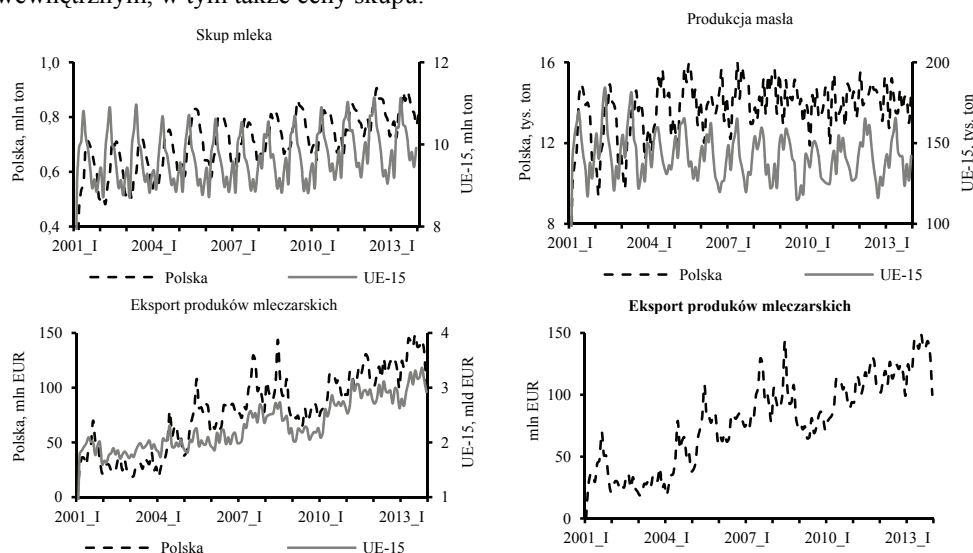 wewnętrznym, w tym także ceny skupu.
Skup mleka
Polska, mln ton
UE-15, mln ton
1,0
0,8
0,6
0,4
12
10
8
2001_I 2004_I 2007_I 2010_I 2013_I
Polska UE-15
Produkcja masła
Polska, tys. ton
UE-15, tys. ton
16
12
8
200
150
100
2001_I 2004_I 2007_I 2010_I 2013_I
Polska UE-15
Eksport produków mleczarskich
Polska, mln EUR
UE-15, mld EUR
150
100
50
0
4
3
2
1
2001_I 2004_I 2007_I 2010_I 2013_I
Polska UE-15
Eksport produków mleczarskich
mln EUR
150
100
50
0
2001_I 2004_I 2007_I 2010_I 2013_I